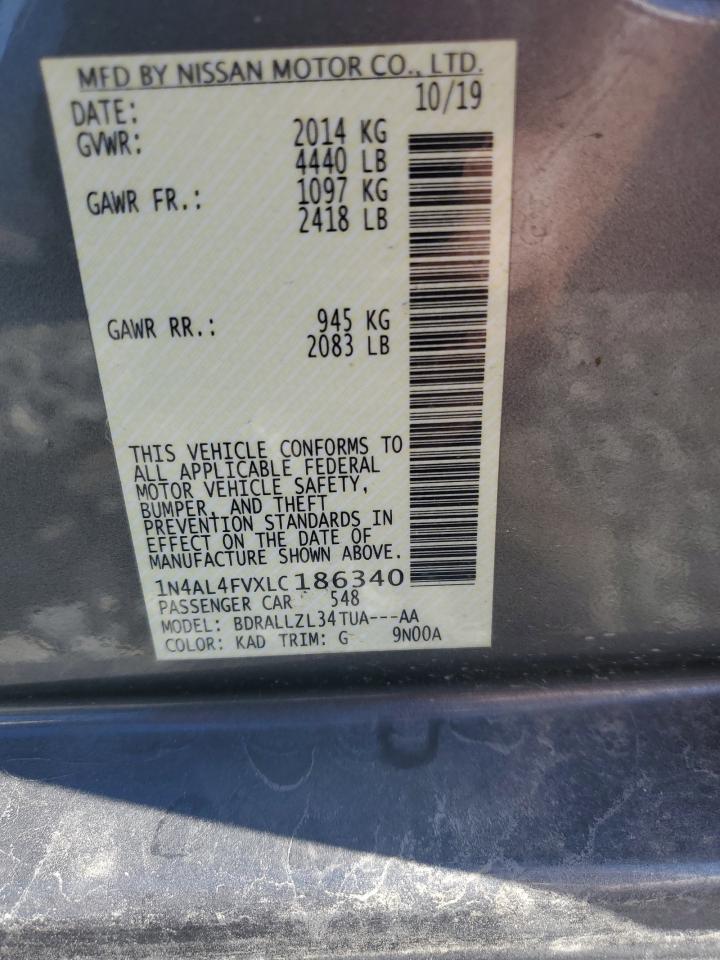 MFD BY NISSAN MOTOR CO., LTD.
DATE: 10/19
GVWR: 2014 KG
4440 LB
GAWR FR.: 1097 KG
2418 LB
GAWR RR.: 945 KG
2083 LB
THIS VEHICLE CONFORMS TO
ALL APPLICABLE FEDERAL
MOTOR VEHICLE SAFETY,
BUMPER, AND THEFT
PREVENTION STANDARDS IN
EFFECT ON THE DATE OF
MANUFACTURE SHOWN ABOVE.
1N4AL4FVXLC186340
PASSENGER CAR 548
MODEL: BDRALLZL34TUA---AA
COLOR: KAD TRIM: G 9N00A